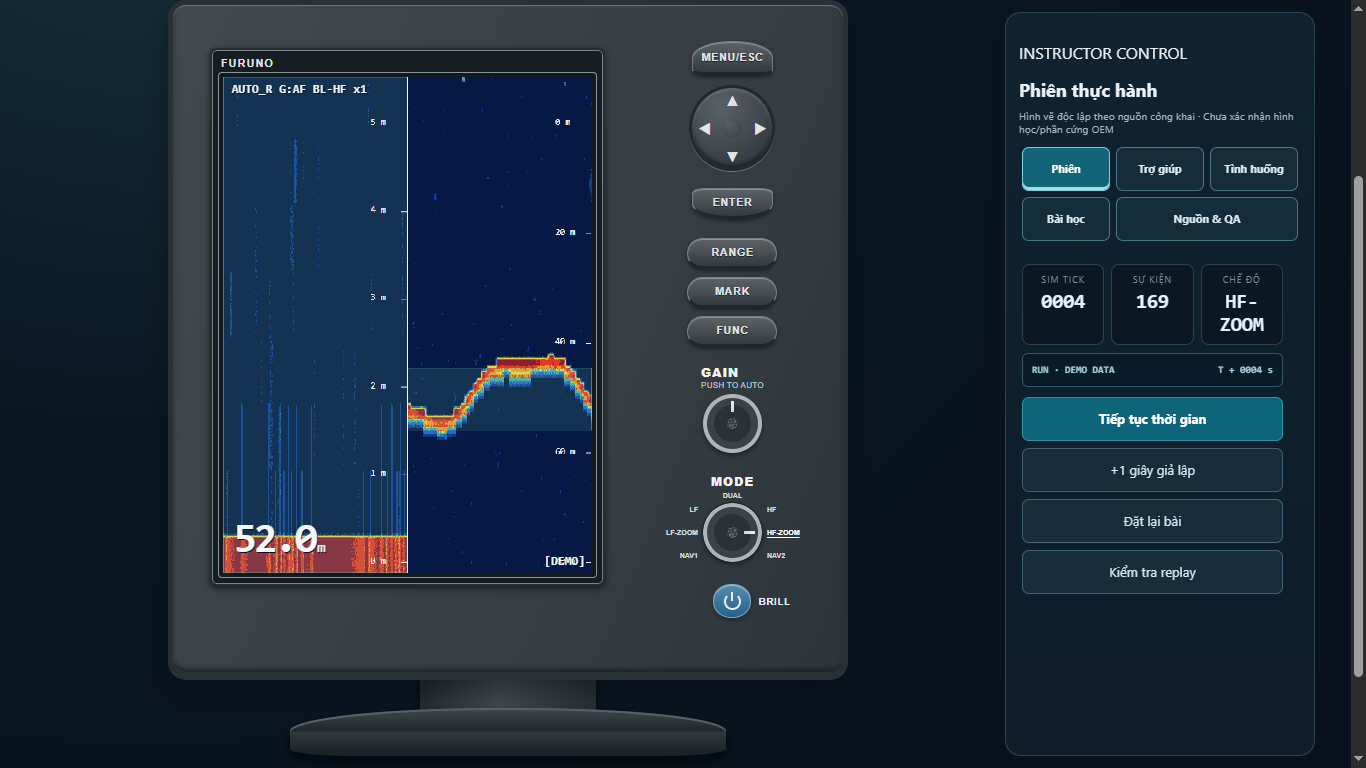 FURUNO
AUTO_R G:AF BL-HF x1
5 m
4 m
3 m
2 m
1 m
0 m
52.0m
0 m
20 m
40 m
60 m
[DEMO]
MENU/ESC
ENTER
RANGE
MARK
FUNC
GAIN
PUSH TO AUTO
MODE
DUAL
LF
HF
LF-ZOOM
HF-ZOOM
NAV1
NAV2
BRILL
INSTRUCTOR CONTROL
Phiên thực hành
Hình vẽ độc lập theo nguồn công khai · Chưa xác nhận hình
học/phần cứng OEM
Phiên
Trợ giúp
Tình huống
Bài học
Nguồn & QA
SIM TICK
0004
SỰ KIỆN
169
CHẾ ĐỘ
HF-
ZOOM
RUN · DEMO DATA
T + 0004 s
Tiếp tục thời gian
+1 giây giả lập
Đặt lại bài
Kiểm tra replay